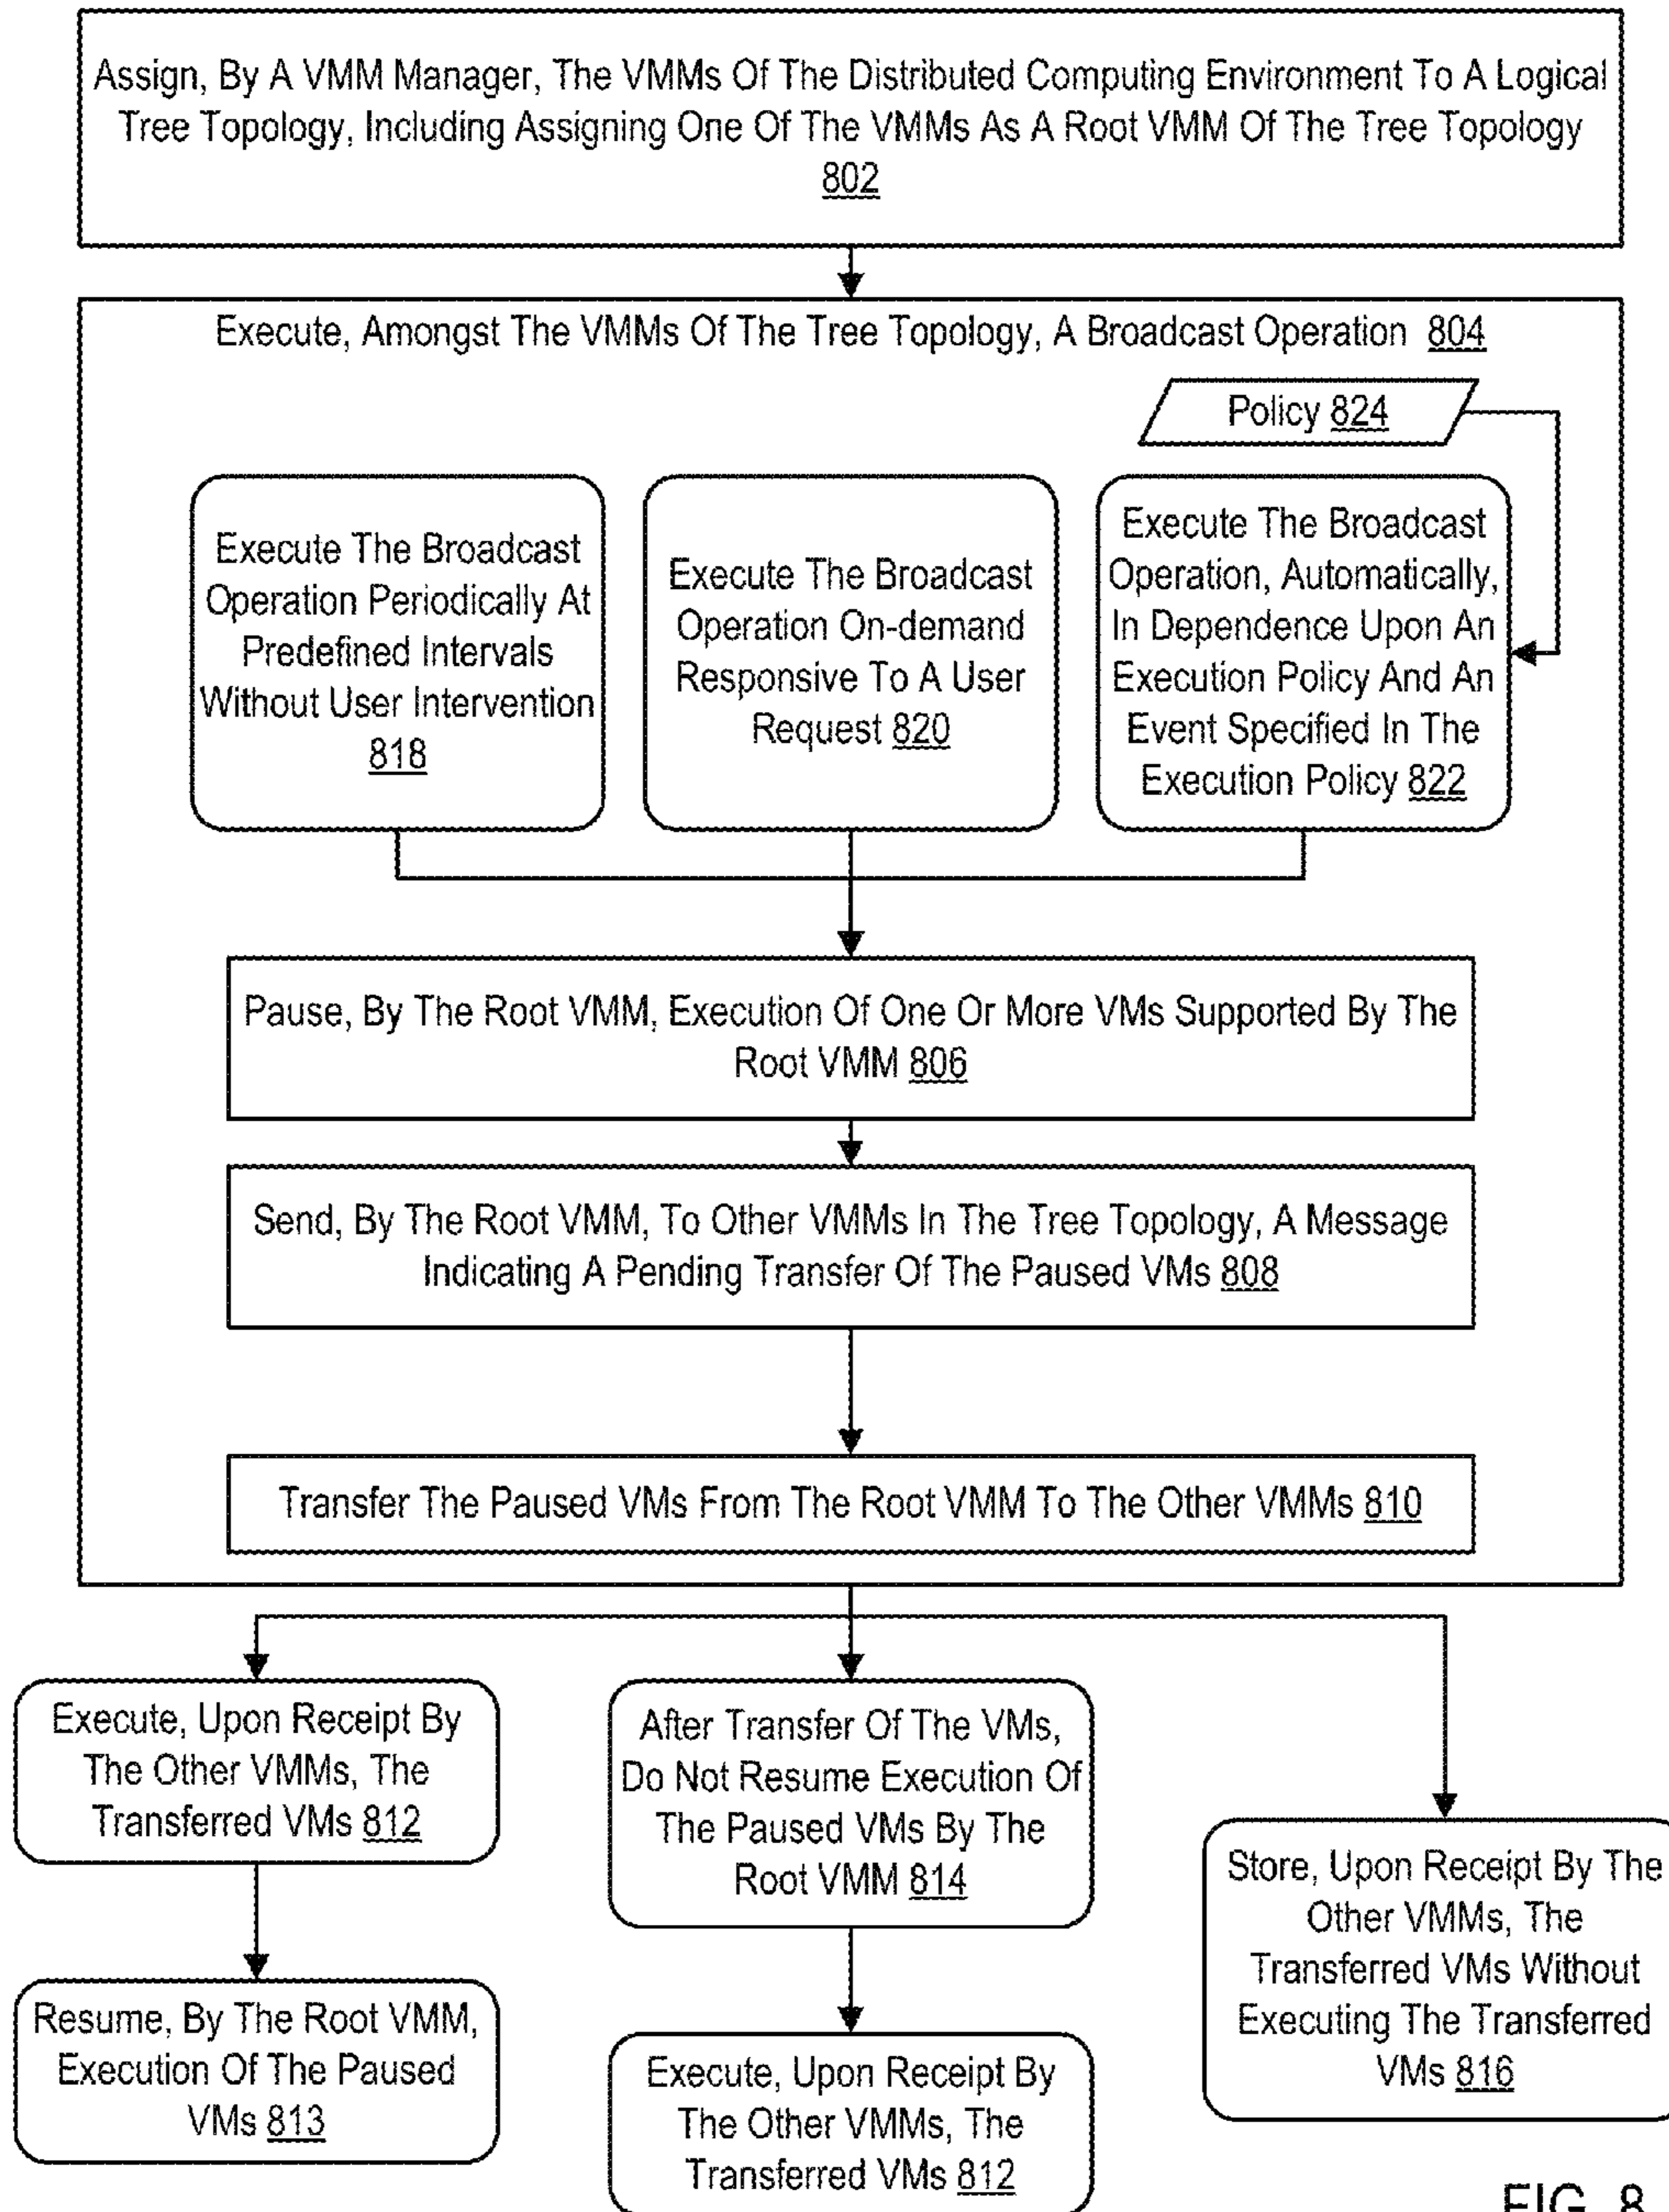 Assign, By A VMM Manager, The VMMs Of The Distributed Computing Environment To A Logical
Tree Topology, Including Assigning One Of The VMMs As A Root VMM Of The Tree Topology
802
Execute, Amongst The VMMs Of The Tree Topology, A Broadcast Operation 804
Policy 824
Execute The Broadcast
Operation Periodically At
Predefined Intervals
Without User Intervention
818
Execute The Broadcast
Operation On-demand
Responsive To A User
Request 820
Execute The Broadcast
Operation, Automatically,
In Dependence Upon An
Execution Policy And An
Event Specified In The
Execution Policy 822
Pause, By The Root VMM, Execution Of One Or More VMs Supported By The
Root VMM 806
Send, By The Root VMM, To Other VMMs In The Tree Topology, A Message
Indicating A Pending Transfer Of The Paused VMs 808
Transfer The Paused VMs From The Root VMM To The Other VMMs 810
Execute, Upon Receipt By
The Other VMMs, The
Transferred VMs 812
Resume, By The Root VMM,
Execution Of The Paused
VMs 813
After Transfer Of The VMs,
Do Not Resume Execution Of
The Paused VMs By The
Root VMM 814
Execute, Upon Receipt By
The Other VMMs, The
Transferred VMs 812
Store, Upon Receipt By The
Other VMMs, The
Transferred VMs Without
Executing The Transferred
VMs 816
FIG. 8